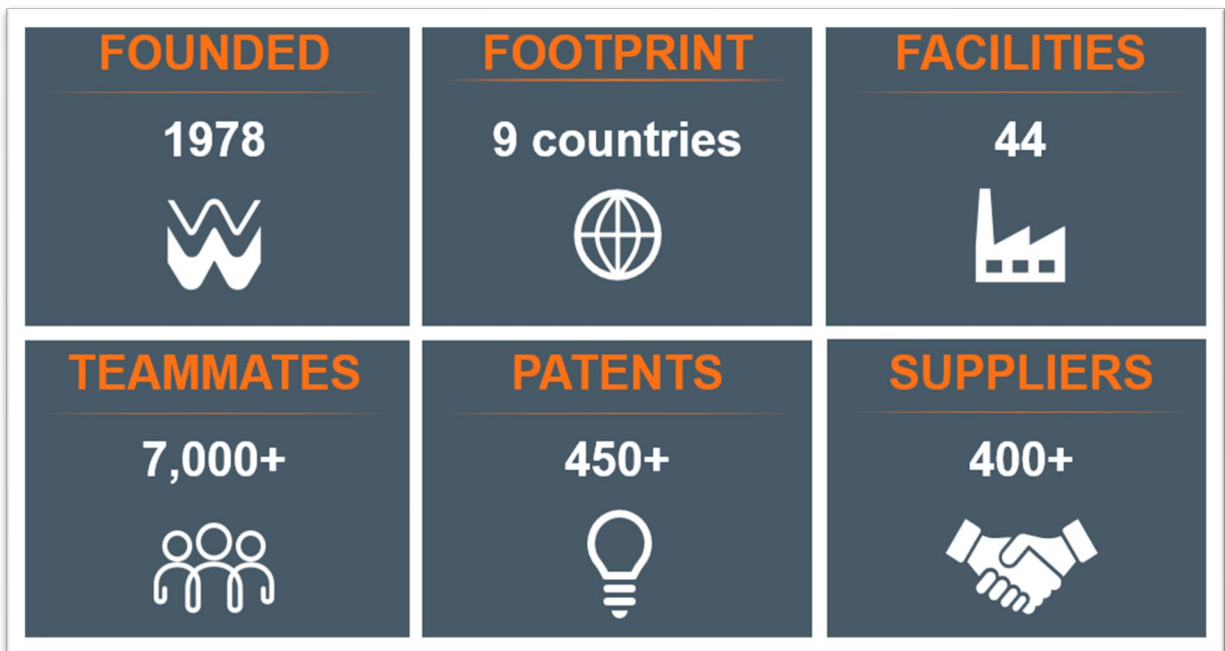 FOUNDED
1978
FOOTPRINT
9 countries
FACILITIES
44
TEAMMATES
7,000+
PATENTS
450+
SUPPLIERS
400+